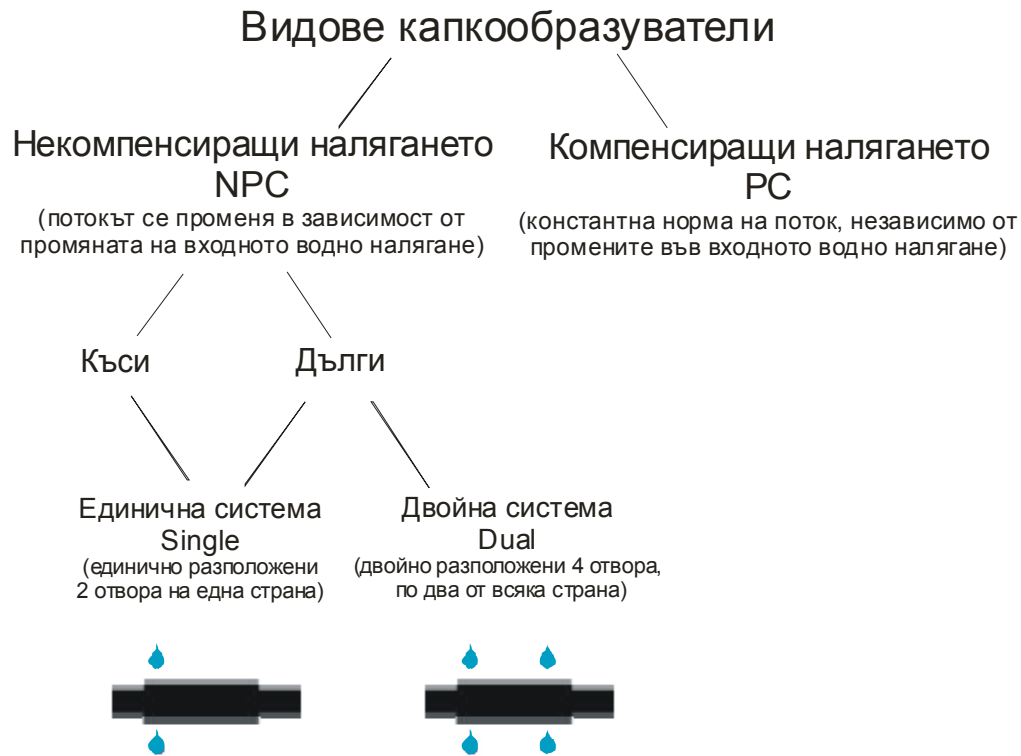 Видове капкообразуватели
Некомпенсиращи налягането
NPC
(потокът се променя в зависимост от
промяната на входното водно налягане)
Компенсиращи налягането
PC
(константна норма на поток, независимо от
промените във входното водно налягане)
Къси
Дълги
Единична система
Single
(единично разположени
2 отвора на една страна)
Двойна система
Dual
(двойно разположени 4 отвора,
по два от всяка страна)